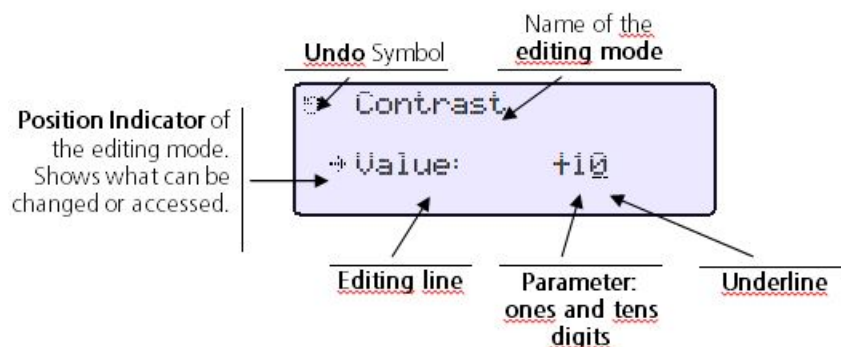 Name of the
editing mode
Undo Symbol
Contrast
Position Indicator of
the editing mode.
Shows what can be
changed or accessed.
Value: +10
Editing line
Parameter:
ones and tens
digits
Underline